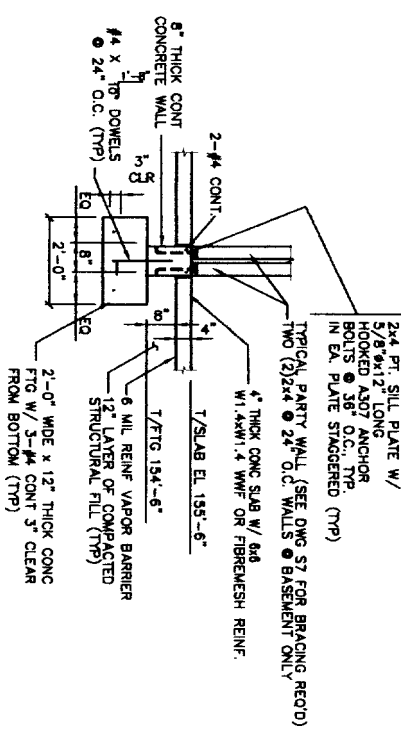 2x4 PT. SILL PLATE W/
5/8"øx12" LONG
HOOKED A307 ANCHOR
BOLTS @ 36" O.C., TYP.
IN EA. PLATE STAGGERED (TYP)
TYPICAL PARTY WALL (SEE DWG S7 FOR BRACING REQ'D)
TWO (2)2x4 @ 24" O.C. WALLS @ BASEMENT ONLY
4" THICK CONC SLAB W/ 6x6
W1.4xW1.4 WWF OR FIBREMESH REINF.
T/SLAB EL 155'-6"
4"
8"
T/FTG 154'-6"
6 MIL REINF VAPOR BARRIER
12" LAYER OF COMPACTED
STRUCTURAL FILL (TYP)
2'-0" WIDE x 12" THICK CONC
FTG W/ 3-#4 CONT 3" CLEAR
FROM BOTTOM (TYP)
2-#4 CONT.
8" THICK CONT
CONCRETE WALL
#4 X
DOWELS
@ 24" O.C. (TYP)
3"
CLR
EQ
8"
EQ
2'-0"